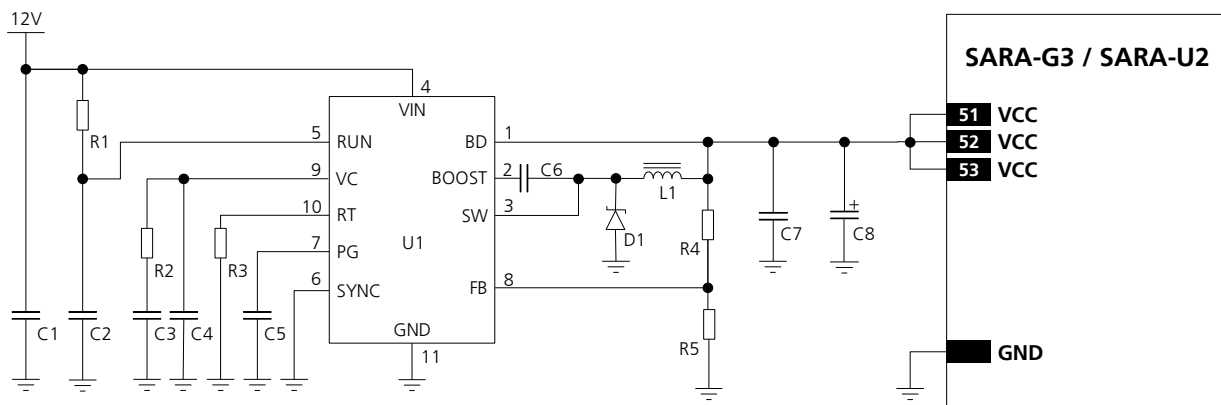 12V
SARA-G3 / SARA-U2
4
VIN
51 VCC
R1
5 RUN
BD 1
52 VCC
9 VC
BOOST 2
C6
53 VCC
L1
10 RT
SW 3
R2
R3
7 PG
U1
D1
R4
C7
+
C8
6 SYNC
FB 8
C1
C2
C3
C4
C5
GND
11
R5
GND